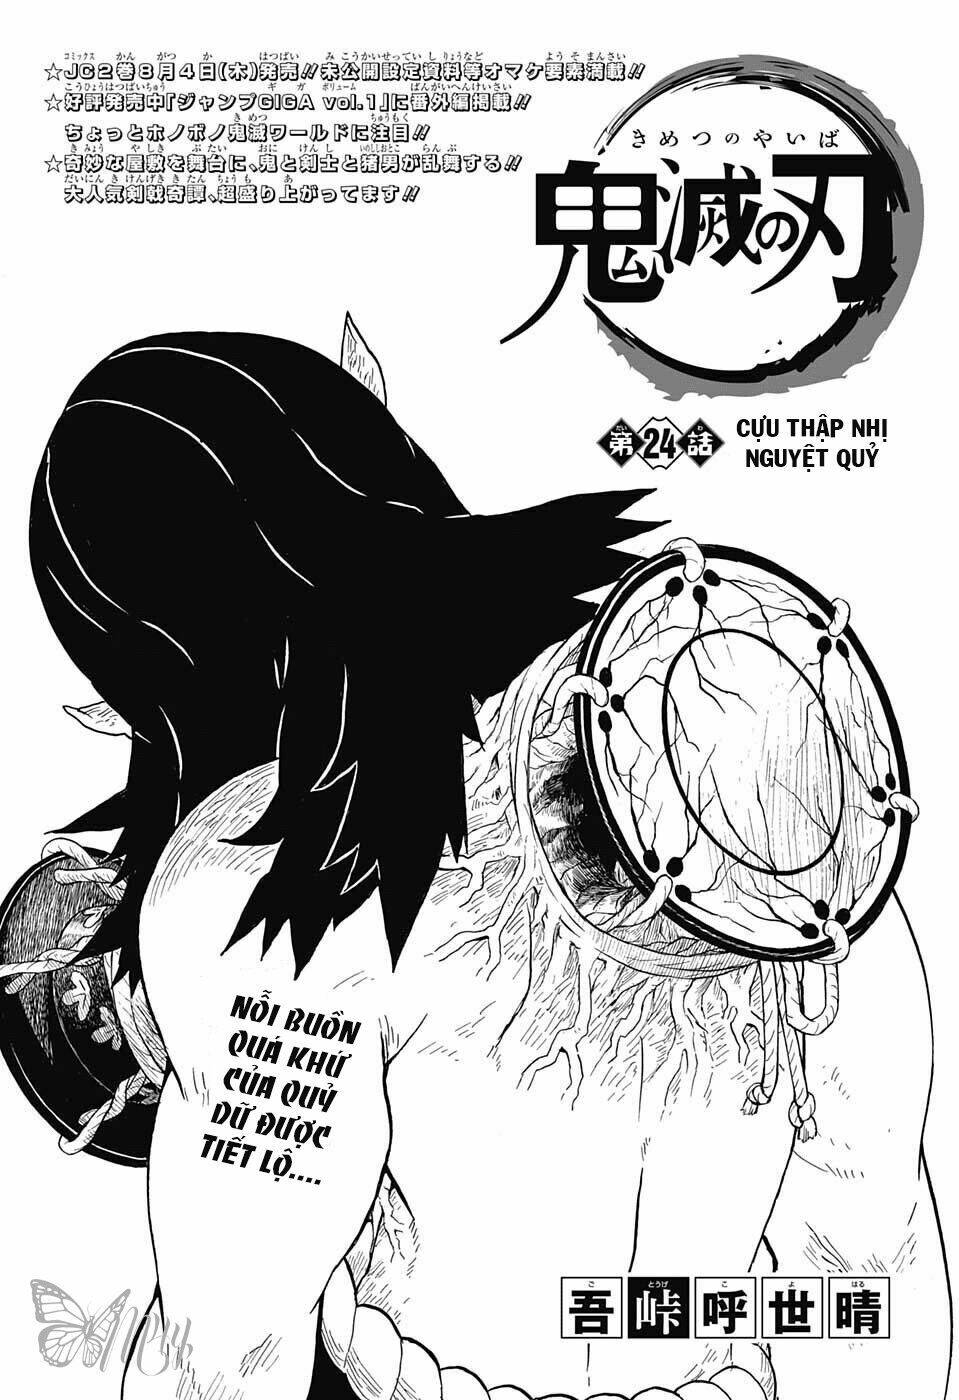 ☆JC2巻8月4日(木)発売!!未公開設定資料等オマケ要素満載!!
☆好評発売中「ジャンプGIGA vol.1」に番外編掲載!!
ちょっとホノボノ鬼滅ワールドに注目!!
☆奇妙な屋敷を舞台に、鬼と剣士と猪男が乱舞する!!
大人気剣戟奇譚、超盛り上がってます!!
きめつのやいば
鬼滅の刃
第24話
CỰU THẬP NHỊ
NGUYỆT QUỶ
NỖI BUỒN
QUÁ KHỨ
CỦA QUỶ
DỮ ĐƯỢC
TIẾT LỘ....
吾峠呼世晴